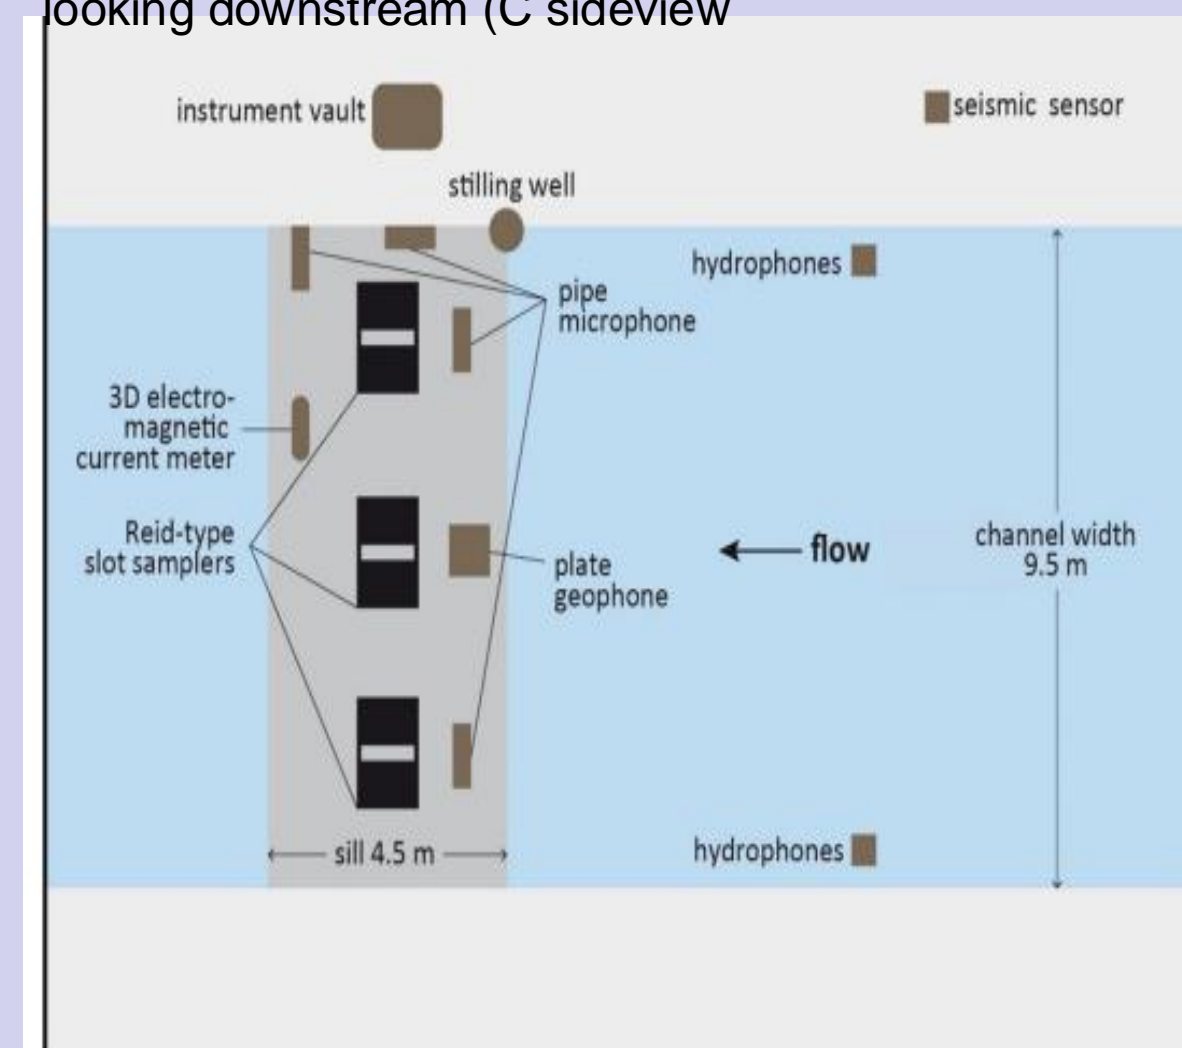 looking downstream (C sideview
instrument vault
seismic sensor
stilling well
hydrophones
pipe
microphone
3D electro-
magnetic
current meter
Reid-type
slot samplers
plate
geophone
flow
channel width
9.5 m
sill 4.5 m
hydrophones